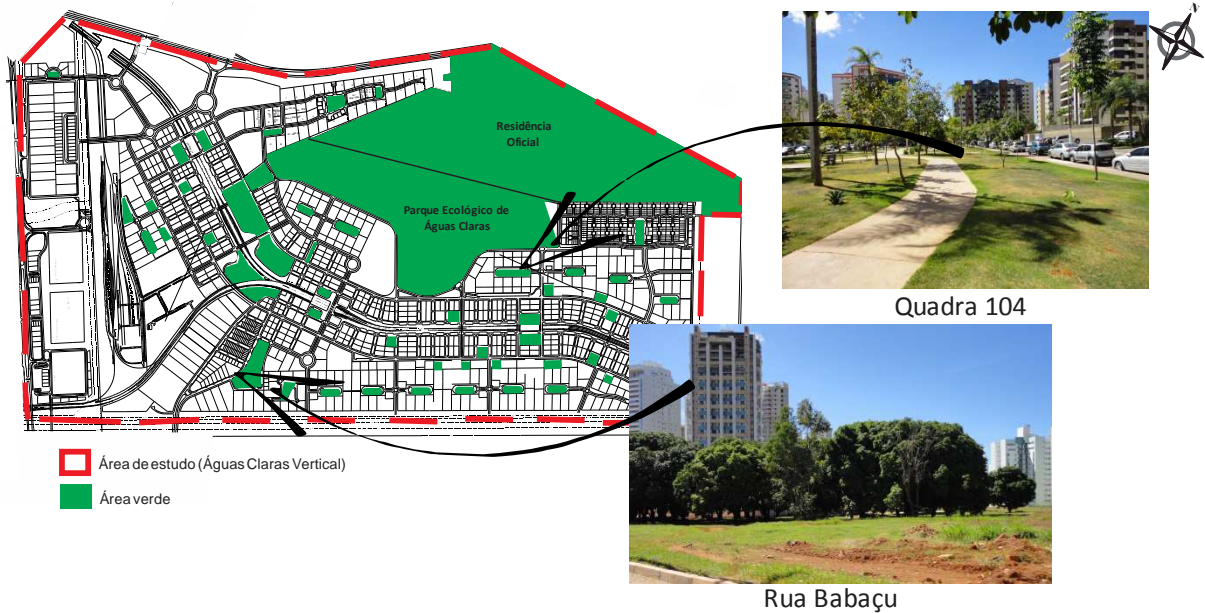 N
Residência
Oficial
Parque Ecológico de
Águas Claras
Quadra 104
Área de estudo (Águas Claras Vertical)
Área verde
Rua Babaçu